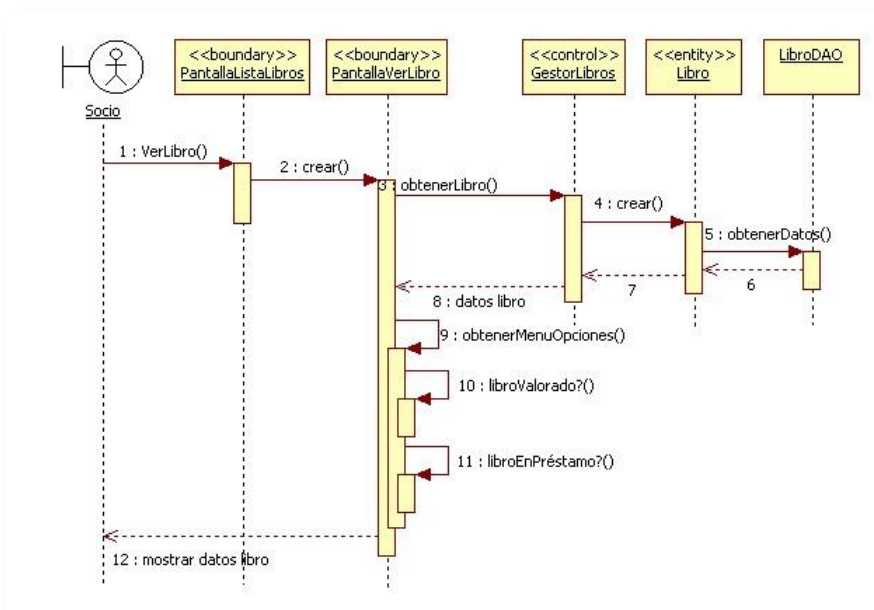 <<boundary>>
PantallaListaLibros
<<boundary>>
PantallaVerLibro
<<control>>
GestorLibros
<<entity>>
Libro
LibroDAO
Socio
1 : VerLibro()
2 : crear()
3 : obtenerLibro()
4 : crear()
5 : obtenerDatos()
6
7
8 : datos libro
9 : obtenerMenuOpciones()
10 : libroValorado?()
11 : libroEnPréstamo?()
12 : mostrar datos libro